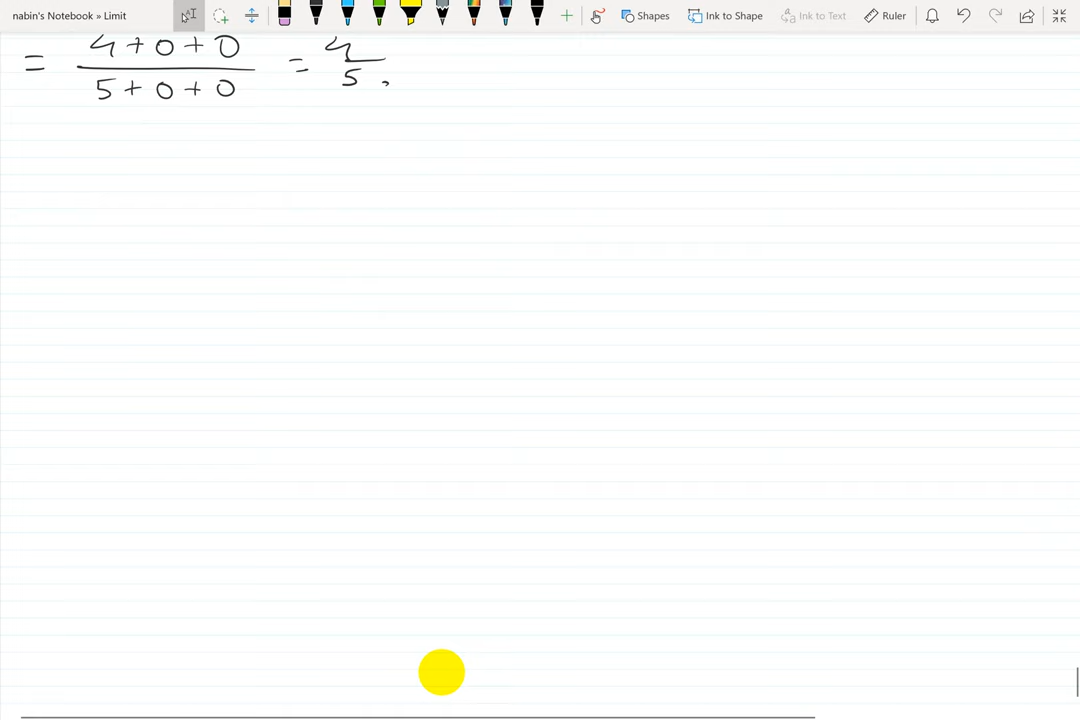 nabin's Notebook » Limit Shapes Ink to Shape Ink to Text Ruler
= 4 + 0 + 0 / 5 + 0 + 0 = 4 / 5 ,